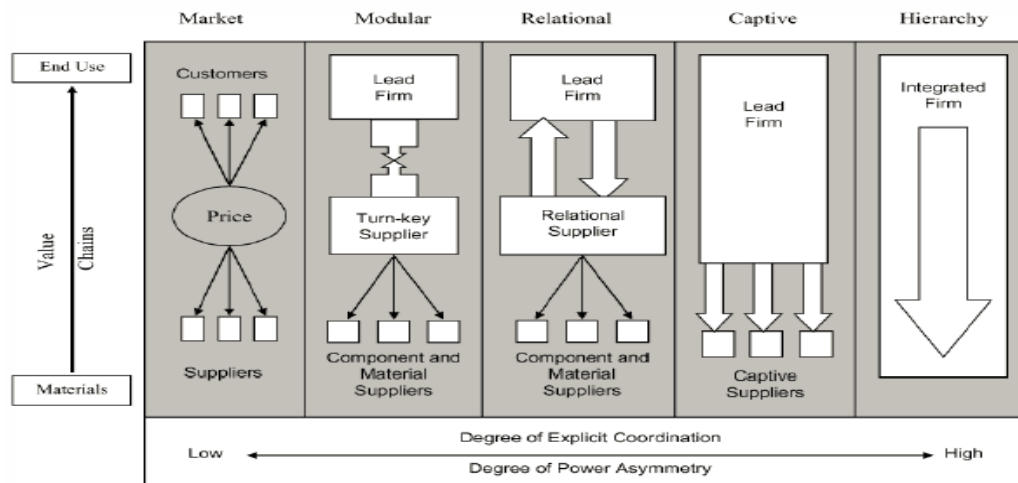 Market Modular Relational Captive Hierarchy
End Use
Value
Chains
Materials
Customers
Price
Suppliers
Lead
Firm
Turn-key
Supplier
Component and
Material
Suppliers
Lead
Firm
Relational
Supplier
Component and
Material
Suppliers
Lead
Firm
Captive
Suppliers
Integrated
Firm
Degree of Explicit Coordination
Low High
Degree of Power Asymmetry